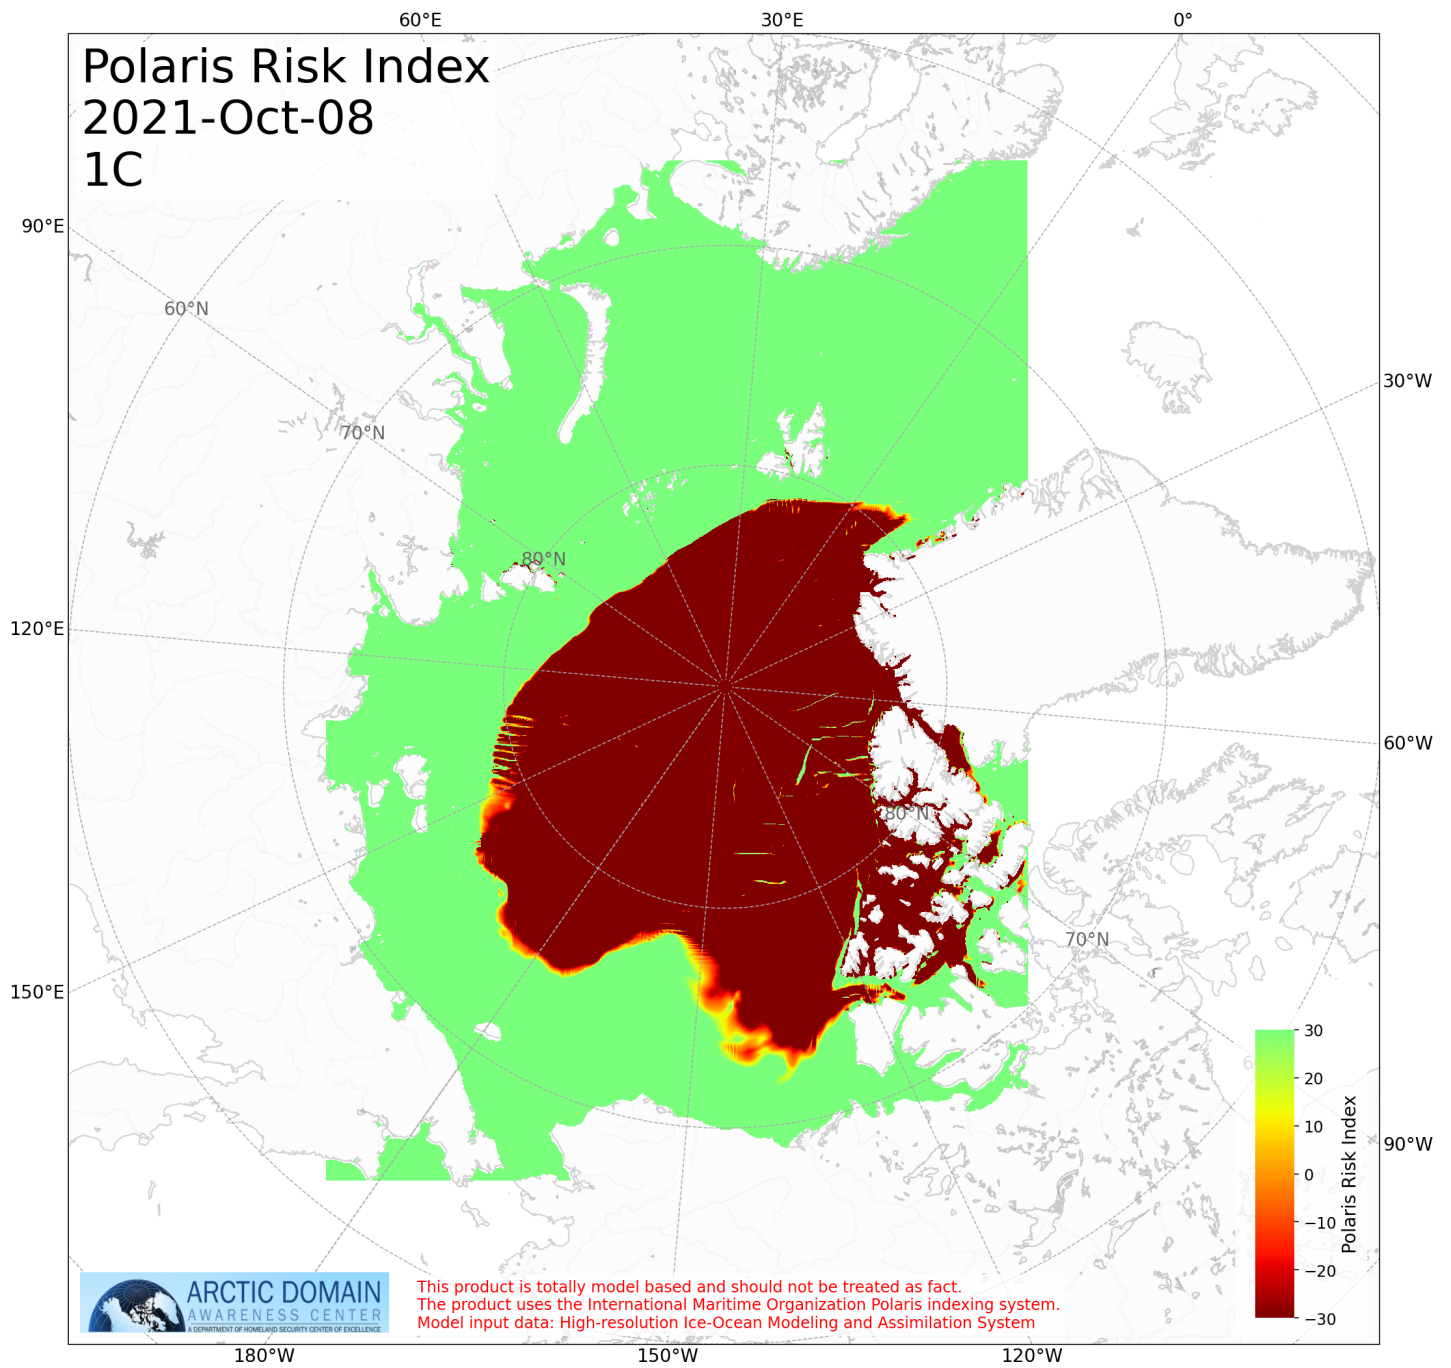 60°E
30°E
0°
Polaris Risk Index
2021-Oct-08
1C
90°E
60°N
30°W
70°N
80°N
120°E
60°W
80°N
70°N
150°E
30
20
10
0
−10
−20
−30
Polaris Risk Index
90°W
ARCTIC DOMAIN
AWARENESS CENTER
A DEPARTMENT OF HOMELAND SECURITY CENTER OF EXCELLENCE
This product is totally model based and should not be treated as fact.
The product uses the International Maritime Organization Polaris indexing system.
Model input data: High-resolution Ice-Ocean Modeling and Assimilation System
180°W
150°W
120°W